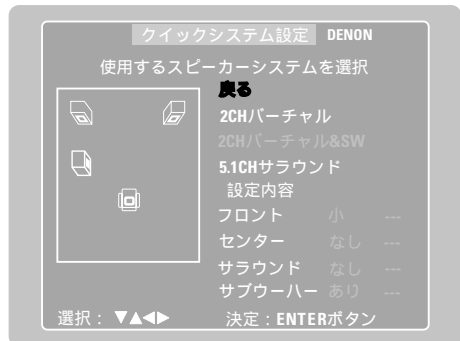 クイックシステム設定 DENON
使用するスピーカーシステムを選択
戻る
2CHバーチャル
2CHバーチャル&SW
5.1CHサラウンド
設定内容
フロント 小 ---
センター なし ---
サラウンド なし ---
サブウーハー あり ---
選択：▼▲◀▶ 決定：ENTERボタン